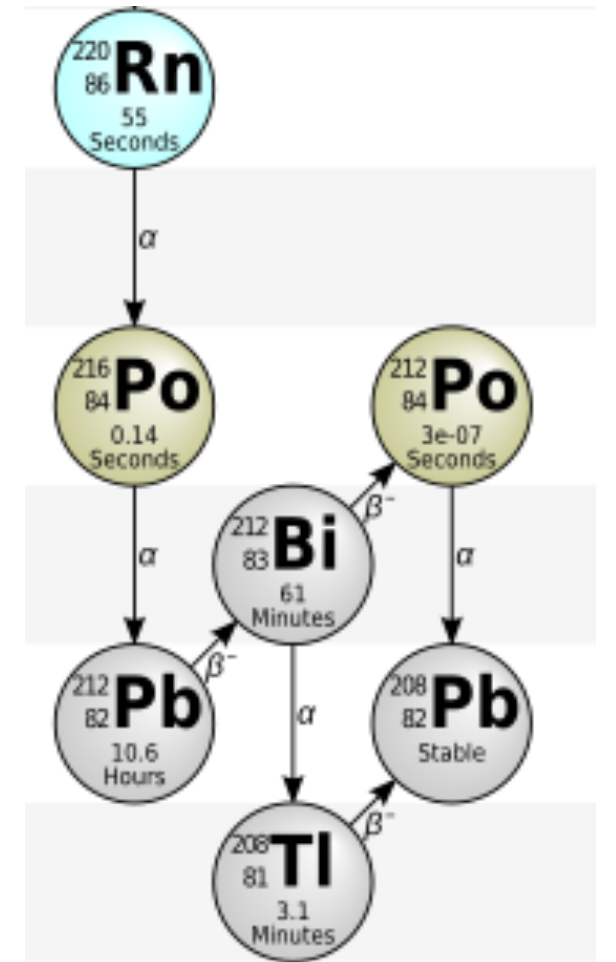 220
86 Rn
55
Seconds
α
216
84 Po
0.14
Seconds
212
84 Po
3e-07
Seconds
β⁻
212
83 Bi
61
Minutes
α
α
β⁻
212
82 Pb
10.6
Hours
α
208
82 Pb
Stable
β⁻
208
81 Tl
3.1
Minutes